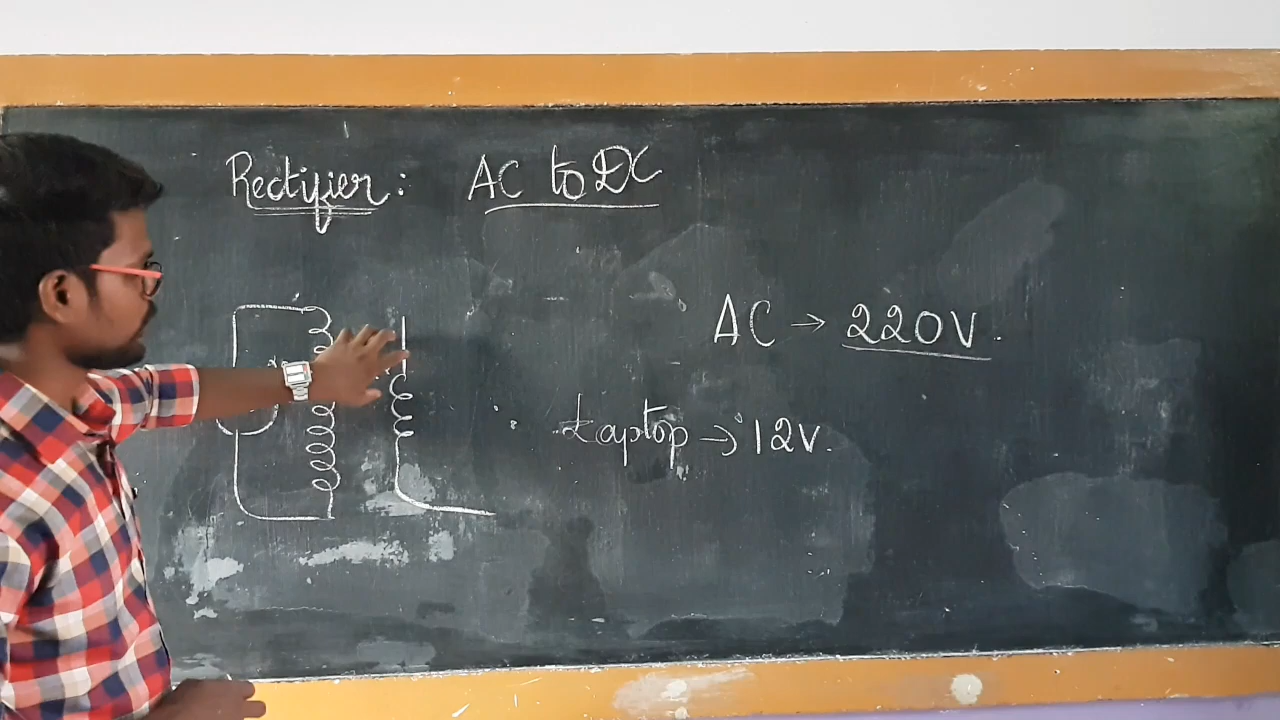 Rectifier: AC to DC
AC → 220V.
Laptop → 12V.